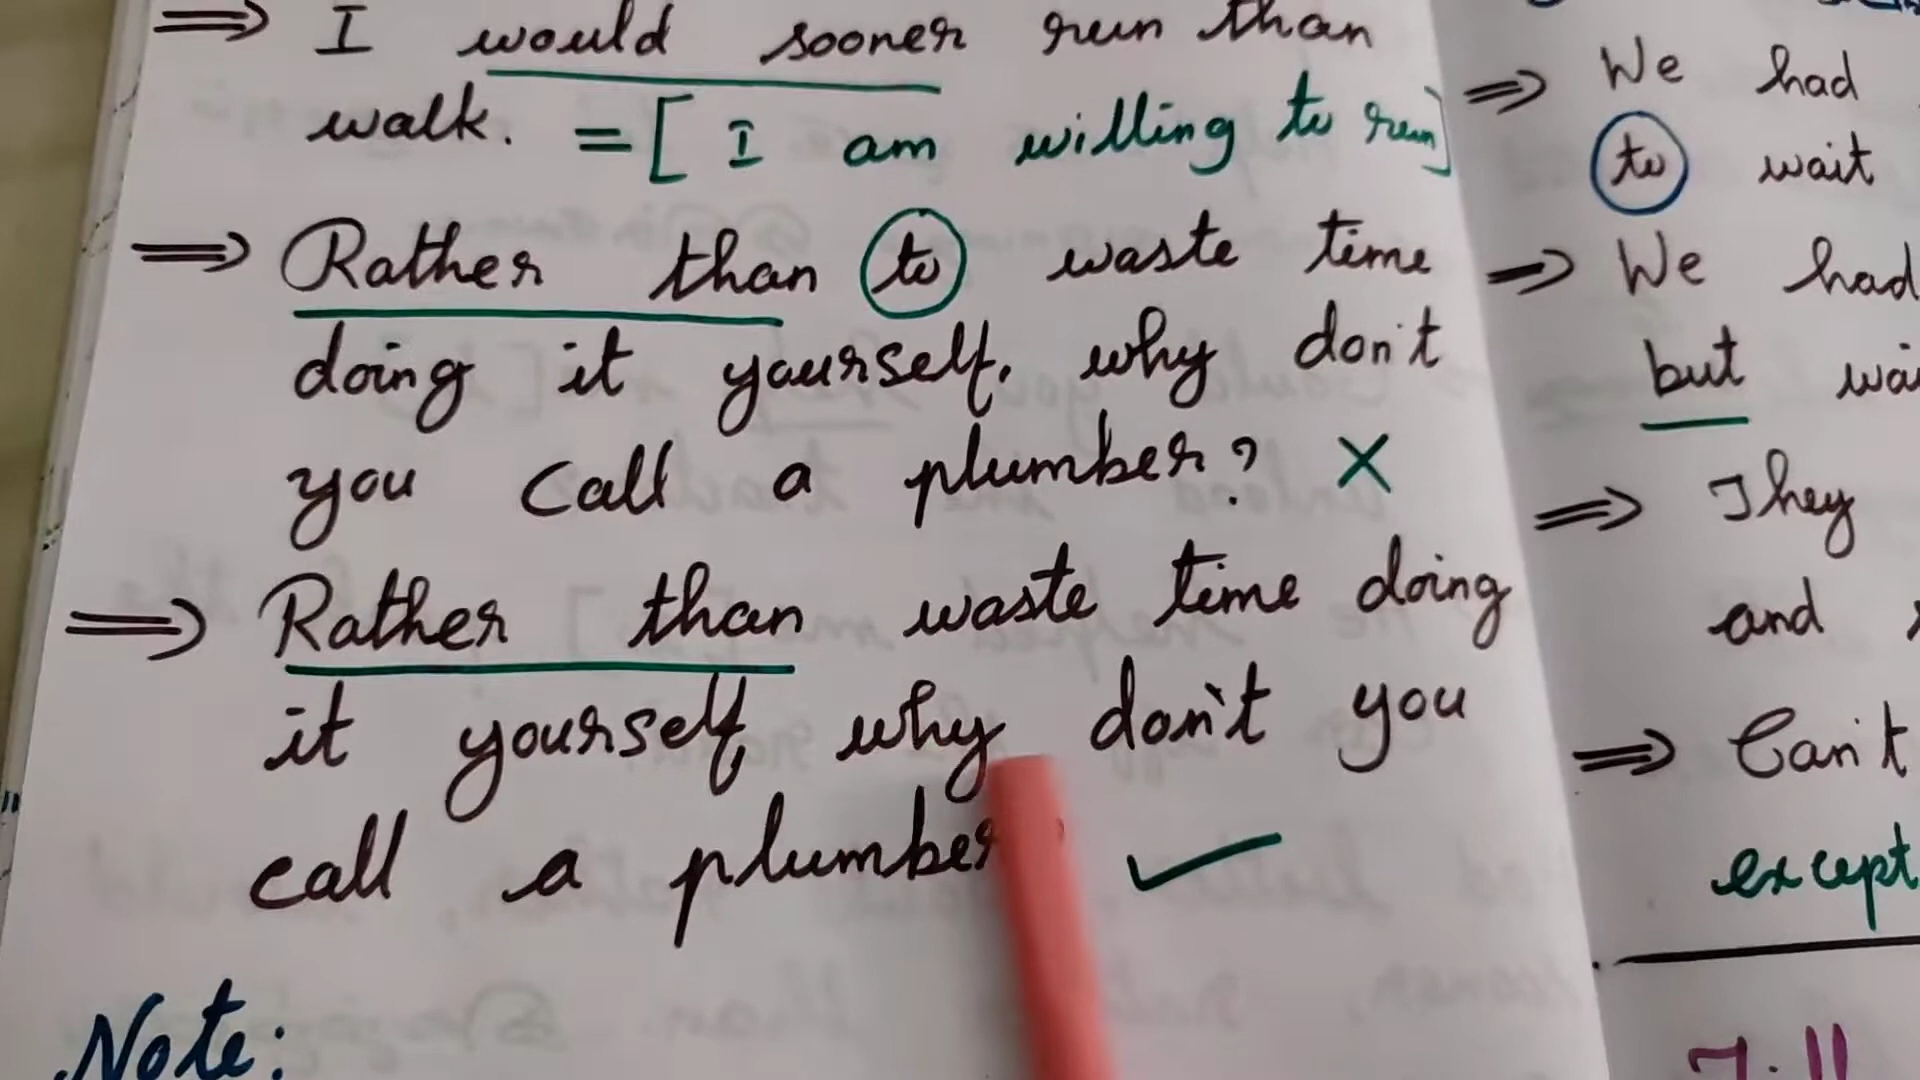 ⇒ I would sooner run than
walk. = [ I am willing to run]
⇒ Rather than to waste time
doing it yourself, why don't
you call a plumber? ×
⇒ Rather than waste time doing
it yourself, why don't you
call a plumber ✓
Note:
⇒ We had
to wait
⇒ We had
but
⇒ They
and
⇒ Can't
except
Till